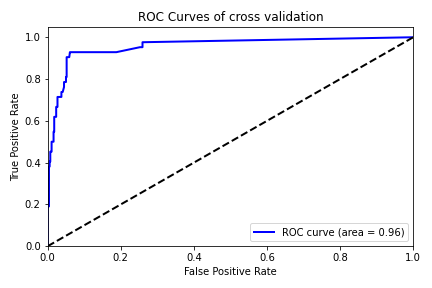 ROC Curves of cross validation
True Positive Rate
1.0
0.8
0.6
0.4
0.2
0.0
ROC curve (area = 0.96)
0.0 0.2 0.4 0.6 0.8 1.0
False Positive Rate